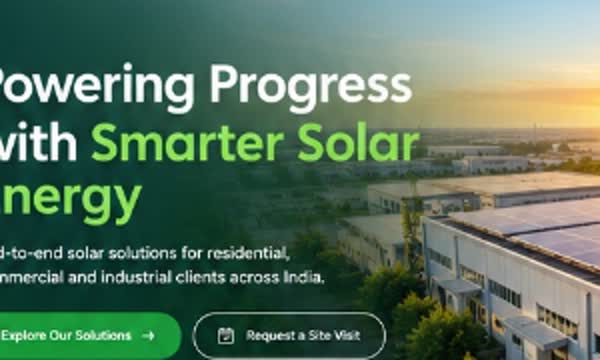 Powering Progress
with Smarter Solar
Energy
d-to-end solar solutions for residential,
mmercial and industrial clients across India.
Explore Our Solutions →
Request a Site Visit